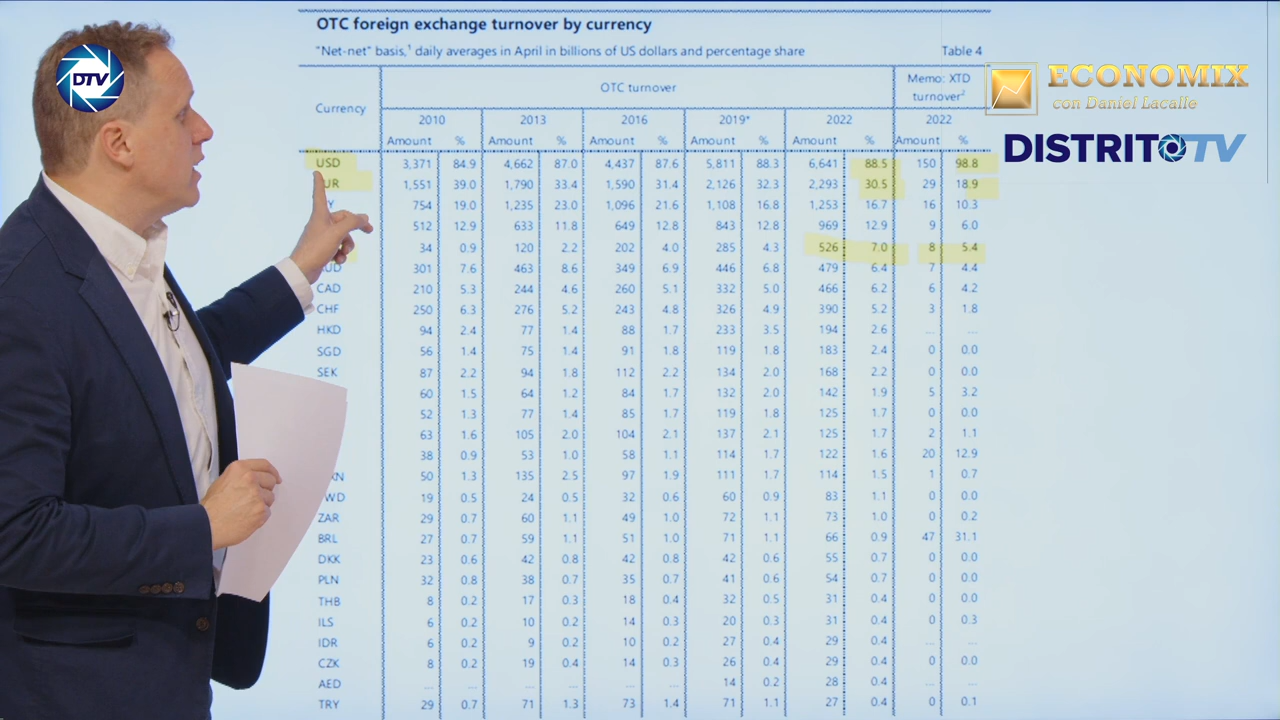 OTC foreign exchange turnover by currency
"Net-net" basis,¹ daily averages in April in billions of US dollars and percentage share Table 4
Currency OTC turnover Memo: XTD turnover²
2010 2013 2016 2019* 2022 2022
Amount % Amount % Amount % Amount % Amount % Amount %
USD 3,371 84.9 4,662 87.0 4,437 87.6 5,811 88.3 6,641 88.5 150 98.8
UR 1,551 39.0 1,790 33.4 1,590 31.4 2,126 32.3 2,293 30.5 29 18.9
Y 754 19.0 1,235 23.0 1,096 21.6 1,108 16.8 1,253 16.7 16 10.3
512 12.9 633 11.8 649 12.8 843 12.8 969 12.9 9 6.0
34 0.9 120 2.2 202 4.0 285 4.3 526 7.0 8 5.4
UD 301 7.6 463 8.6 349 6.9 446 6.8 479 6.4 7 4.4
CAD 210 5.3 244 4.6 260 5.1 332 5.0 466 6.2 6 4.2
CHF 250 6.3 276 5.2 243 4.8 326 4.9 390 5.2 3 1.8
HKD 94 2.4 77 1.4 88 1.7 233 3.5 194 2.6 .... ....
SGD 56 1.4 75 1.4 91 1.8 119 1.8 183 2.4 0 0.0
SEK 87 2.2 94 1.8 112 2.2 134 2.0 168 2.2 0 0.0
60 1.5 64 1.2 84 1.7 132 2.0 142 1.9 5 3.2
52 1.3 77 1.4 85 1.7 119 1.8 125 1.7 0 0.0
63 1.6 105 2.0 104 2.1 137 2.1 125 1.7 2 1.1
38 0.9 53 1.0 58 1.1 114 1.7 122 1.6 20 12.9
XN 50 1.3 135 2.5 97 1.9 111 1.7 114 1.5 1 0.7
WD 19 0.5 24 0.5 32 0.6 60 0.9 83 1.1 0 0.0
ZAR 29 0.7 60 1.1 49 1.0 72 1.1 73 1.0 0 0.2
BRL 27 0.7 59 1.1 51 1.0 71 1.1 66 0.9 47 31.1
DKK 23 0.6 42 0.8 42 0.8 42 0.6 55 0.7 0 0.0
PLN 32 0.8 38 0.7 35 0.7 41 0.6 54 0.7 0 0.0
THB 8 0.2 17 0.3 18 0.4 32 0.5 31 0.4 0 0.0
ILS 6 0.2 10 0.2 14 0.3 20 0.3 31 0.4 0 0.3
IDR 6 0.2 9 0.2 10 0.2 27 0.4 29 0.4 .... ....
CZK 8 0.2 19 0.4 14 0.3 26 0.4 29 0.4 0 0.0
AED .... .... .... .... .... .... 14 0.2 28 0.4 .... ....
TRY 29 0.7 71 1.3 73 1.4 71 1.1 27 0.4 0 0.1
DTV
ECONOMIX
con Daniel Lacalle
DISTRITO TV